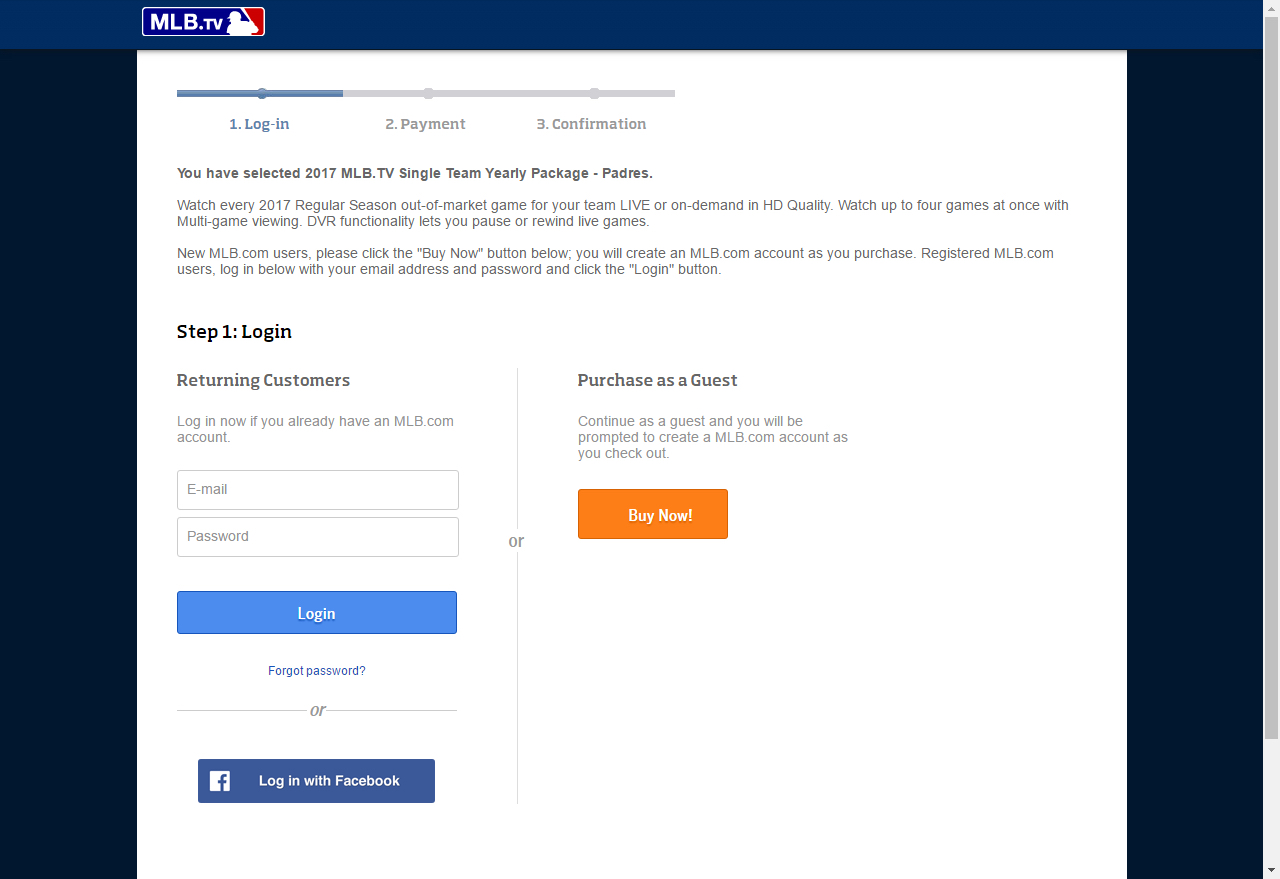 MLB.TV
1. Log-in
2. Payment
3. Confirmation
You have selected 2017 MLB.TV Single Team Yearly Package - Padres.
Watch every 2017 Regular Season out-of-market game for your team LIVE or on-demand in HD Quality. Watch up to four games at once with
Multi-game viewing. DVR functionality lets you pause or rewind live games.
New MLB.com users, please click the "Buy Now" button below; you will create an MLB.com account as you purchase. Registered MLB.com
users, log in below with your email address and password and click the "Login" button.
Step 1: Login
Returning Customers
Log in now if you already have an MLB.com
account.
E-mail
Password
Login
Forgot password?
or
Log in with Facebook
or
Purchase as a Guest
Continue as a guest and you will be
prompted to create a MLB.com account as
you check out.
Buy Now!